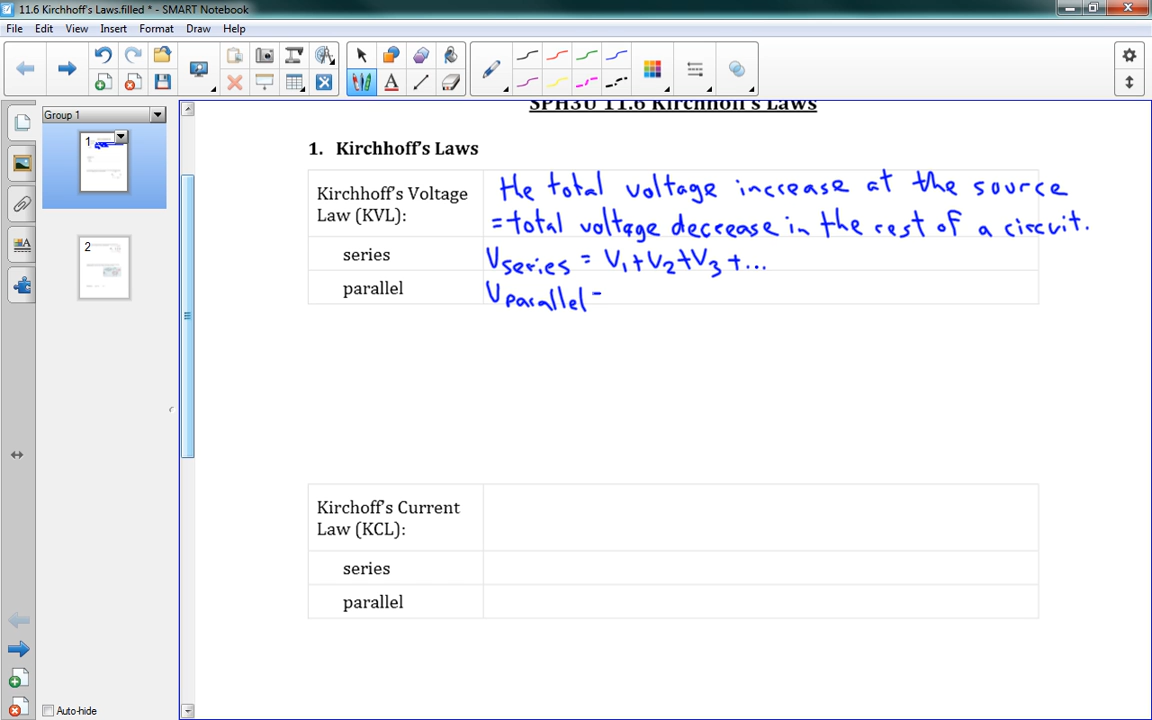 11.6 Kirchhoff's Laws.filled * - SMART Notebook
File Edit View Insert Format Draw Help
Group 1
1
2
SPH3U 11.6 Kirchhoff's Laws
1. Kirchhoff's Laws
Kirchhoff's Voltage Law (KVL):
the total voltage increase at the source
= total voltage decrease in the rest of a circuit.
series
Vseries = V1 + V2 + V3 + ...
parallel
Vparallel =
Kirchoff's Current Law (KCL):
series
parallel
Auto-hide